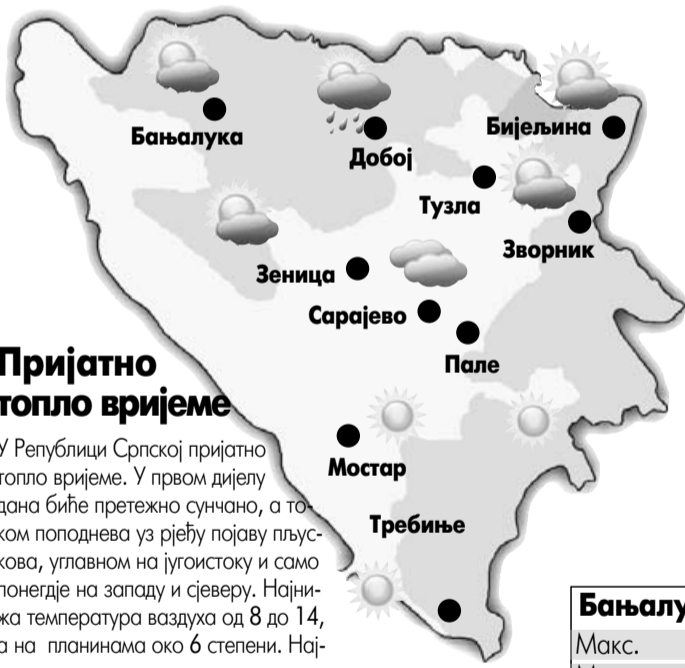 Бањалука
Добој
Бијељина
Тузла
Зворник
Зеница
Сарајево
Пале
Мостар
Требиње
Пријатно
топло вријеме
У Републици Српској пријатно
топло вријеме. У првом дијелу
дана биће претежно сунчано, а то-
ком поподнева уз рјеђу појаву пљус-
кова, углавном на југоистоку и само
понегдје на западу и сјеверу. Најни-
жа температура ваздуха од 8 до 14,
а на планинама око 6 степени. Нај-
Бањалу
Макс.